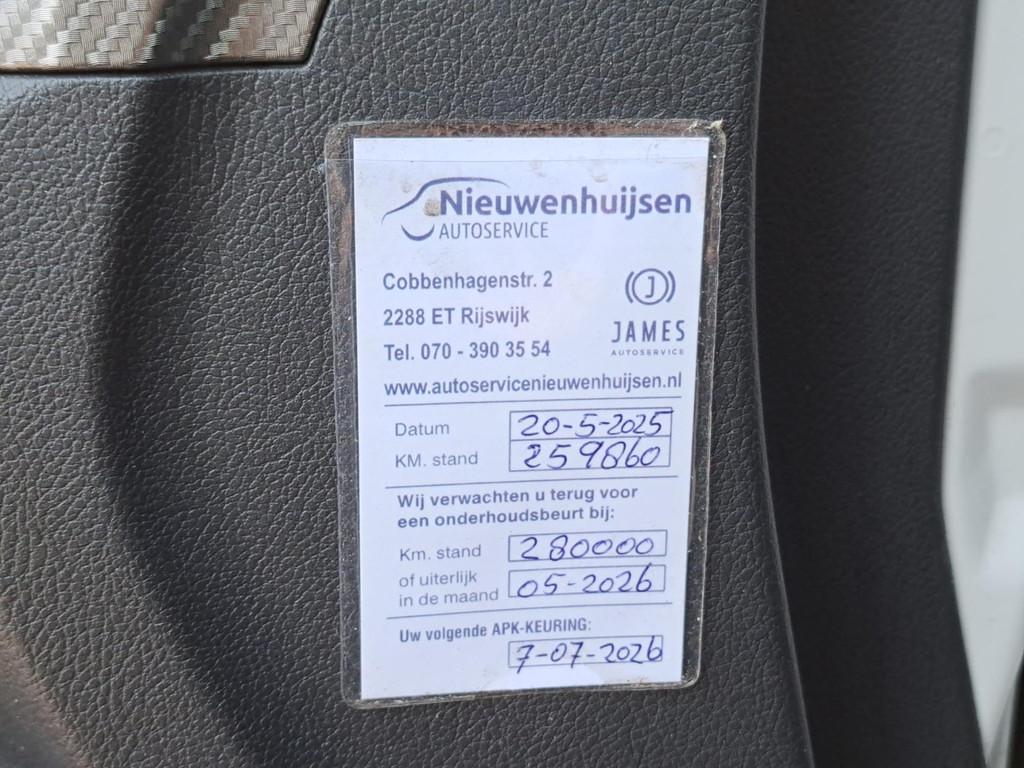 Nieuwenhuijsen
AUTOSERVICE
Cobbenhagenstr. 2
2288 ET Rijswijk
Tel. 070 - 390 35 54
J
JAMES
AUTOSERVICE
www.autoservicenieuwenhuijsen.nl
Datum 20-5-2025
KM. stand 259860
Wij verwachten u terug voor
een onderhoudsbeurt bij:
Km. stand 280000
of uiterlijk
in de maand 05-2026
Uw volgende APK-KEURING:
7-07-2026